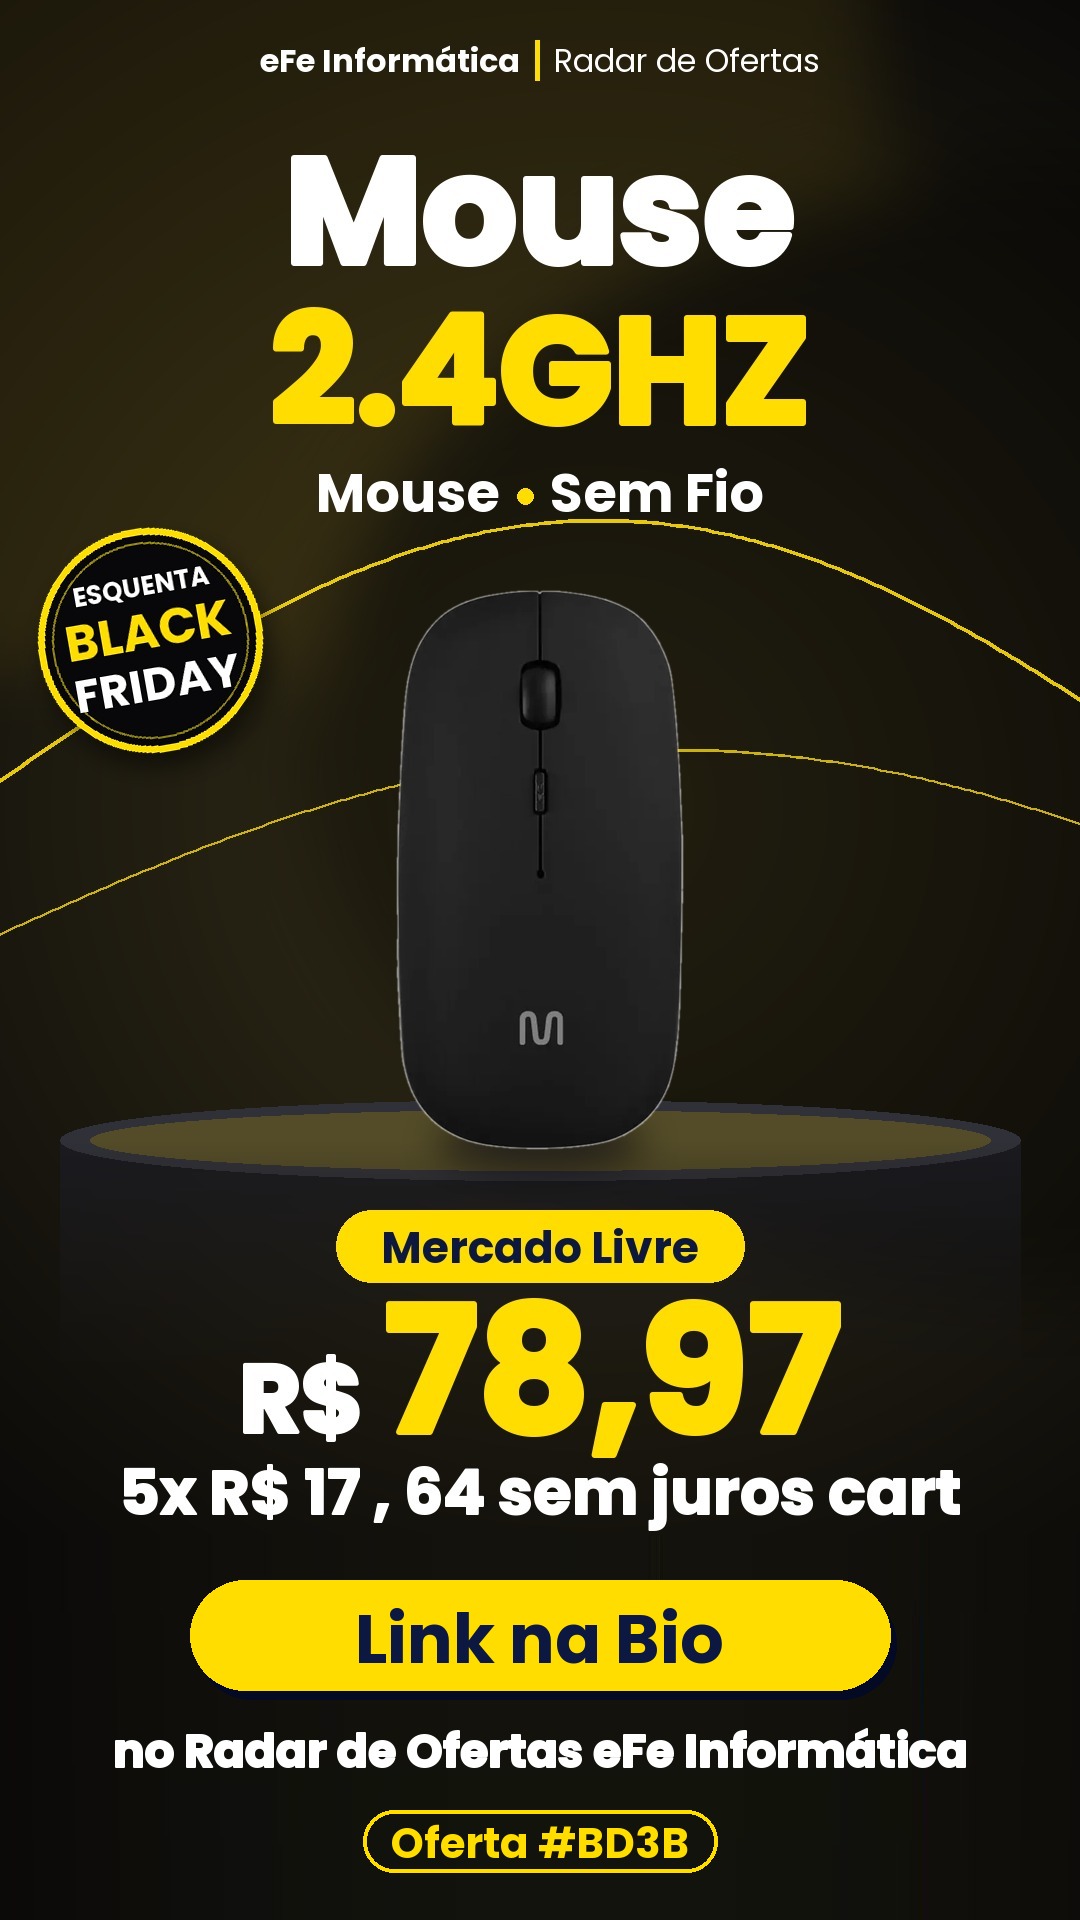 eFe Informática | Radar de Ofertas
Mouse
2.4GHZ
Mouse • Sem Fio
ESQUENTA
BLACK
FRIDAY
Mercado Livre
R$ 78,97
5x R$ 17 , 64 sem juros cart
Link na Bio
no Radar de Ofertas eFe Informática
Oferta #BD3B